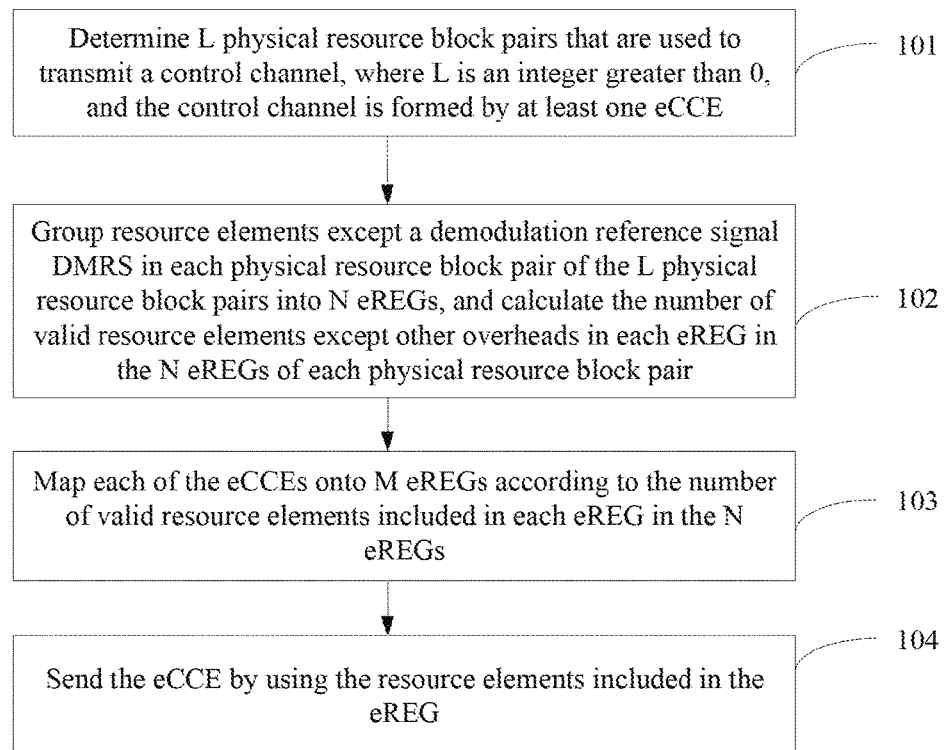 Determine L physical resource block pairs that are used to
transmit a control channel, where L is an integer greater than 0,
and the control channel is formed by at least one eCCE
101
Group resource elements except a demodulation reference signal
DMRS in each physical resource block pair of the L physical
resource block pairs into N eREGs, and calculate the number of
valid resource elements except other overheads in each eREG in
the N eREGs of each physical resource block pair
102
Map each of the eCCEs onto M eREGs according to the number
of valid resource elements included in each eREG in the N
eREGs
103
Send the eCCE by using the resource elements included in the
eREG
104